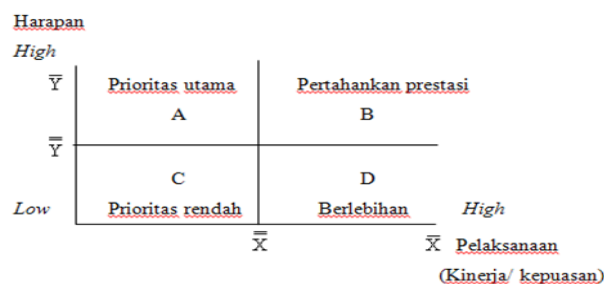 Harapan
High
Y̅ Prioritas utama Pertahankan prestasi
A B
Y̿
C D
Low Prioritas rendah Berlebihan High
X̿ X̅ Pelaksanaan
(Kinerja/ kepuasan)